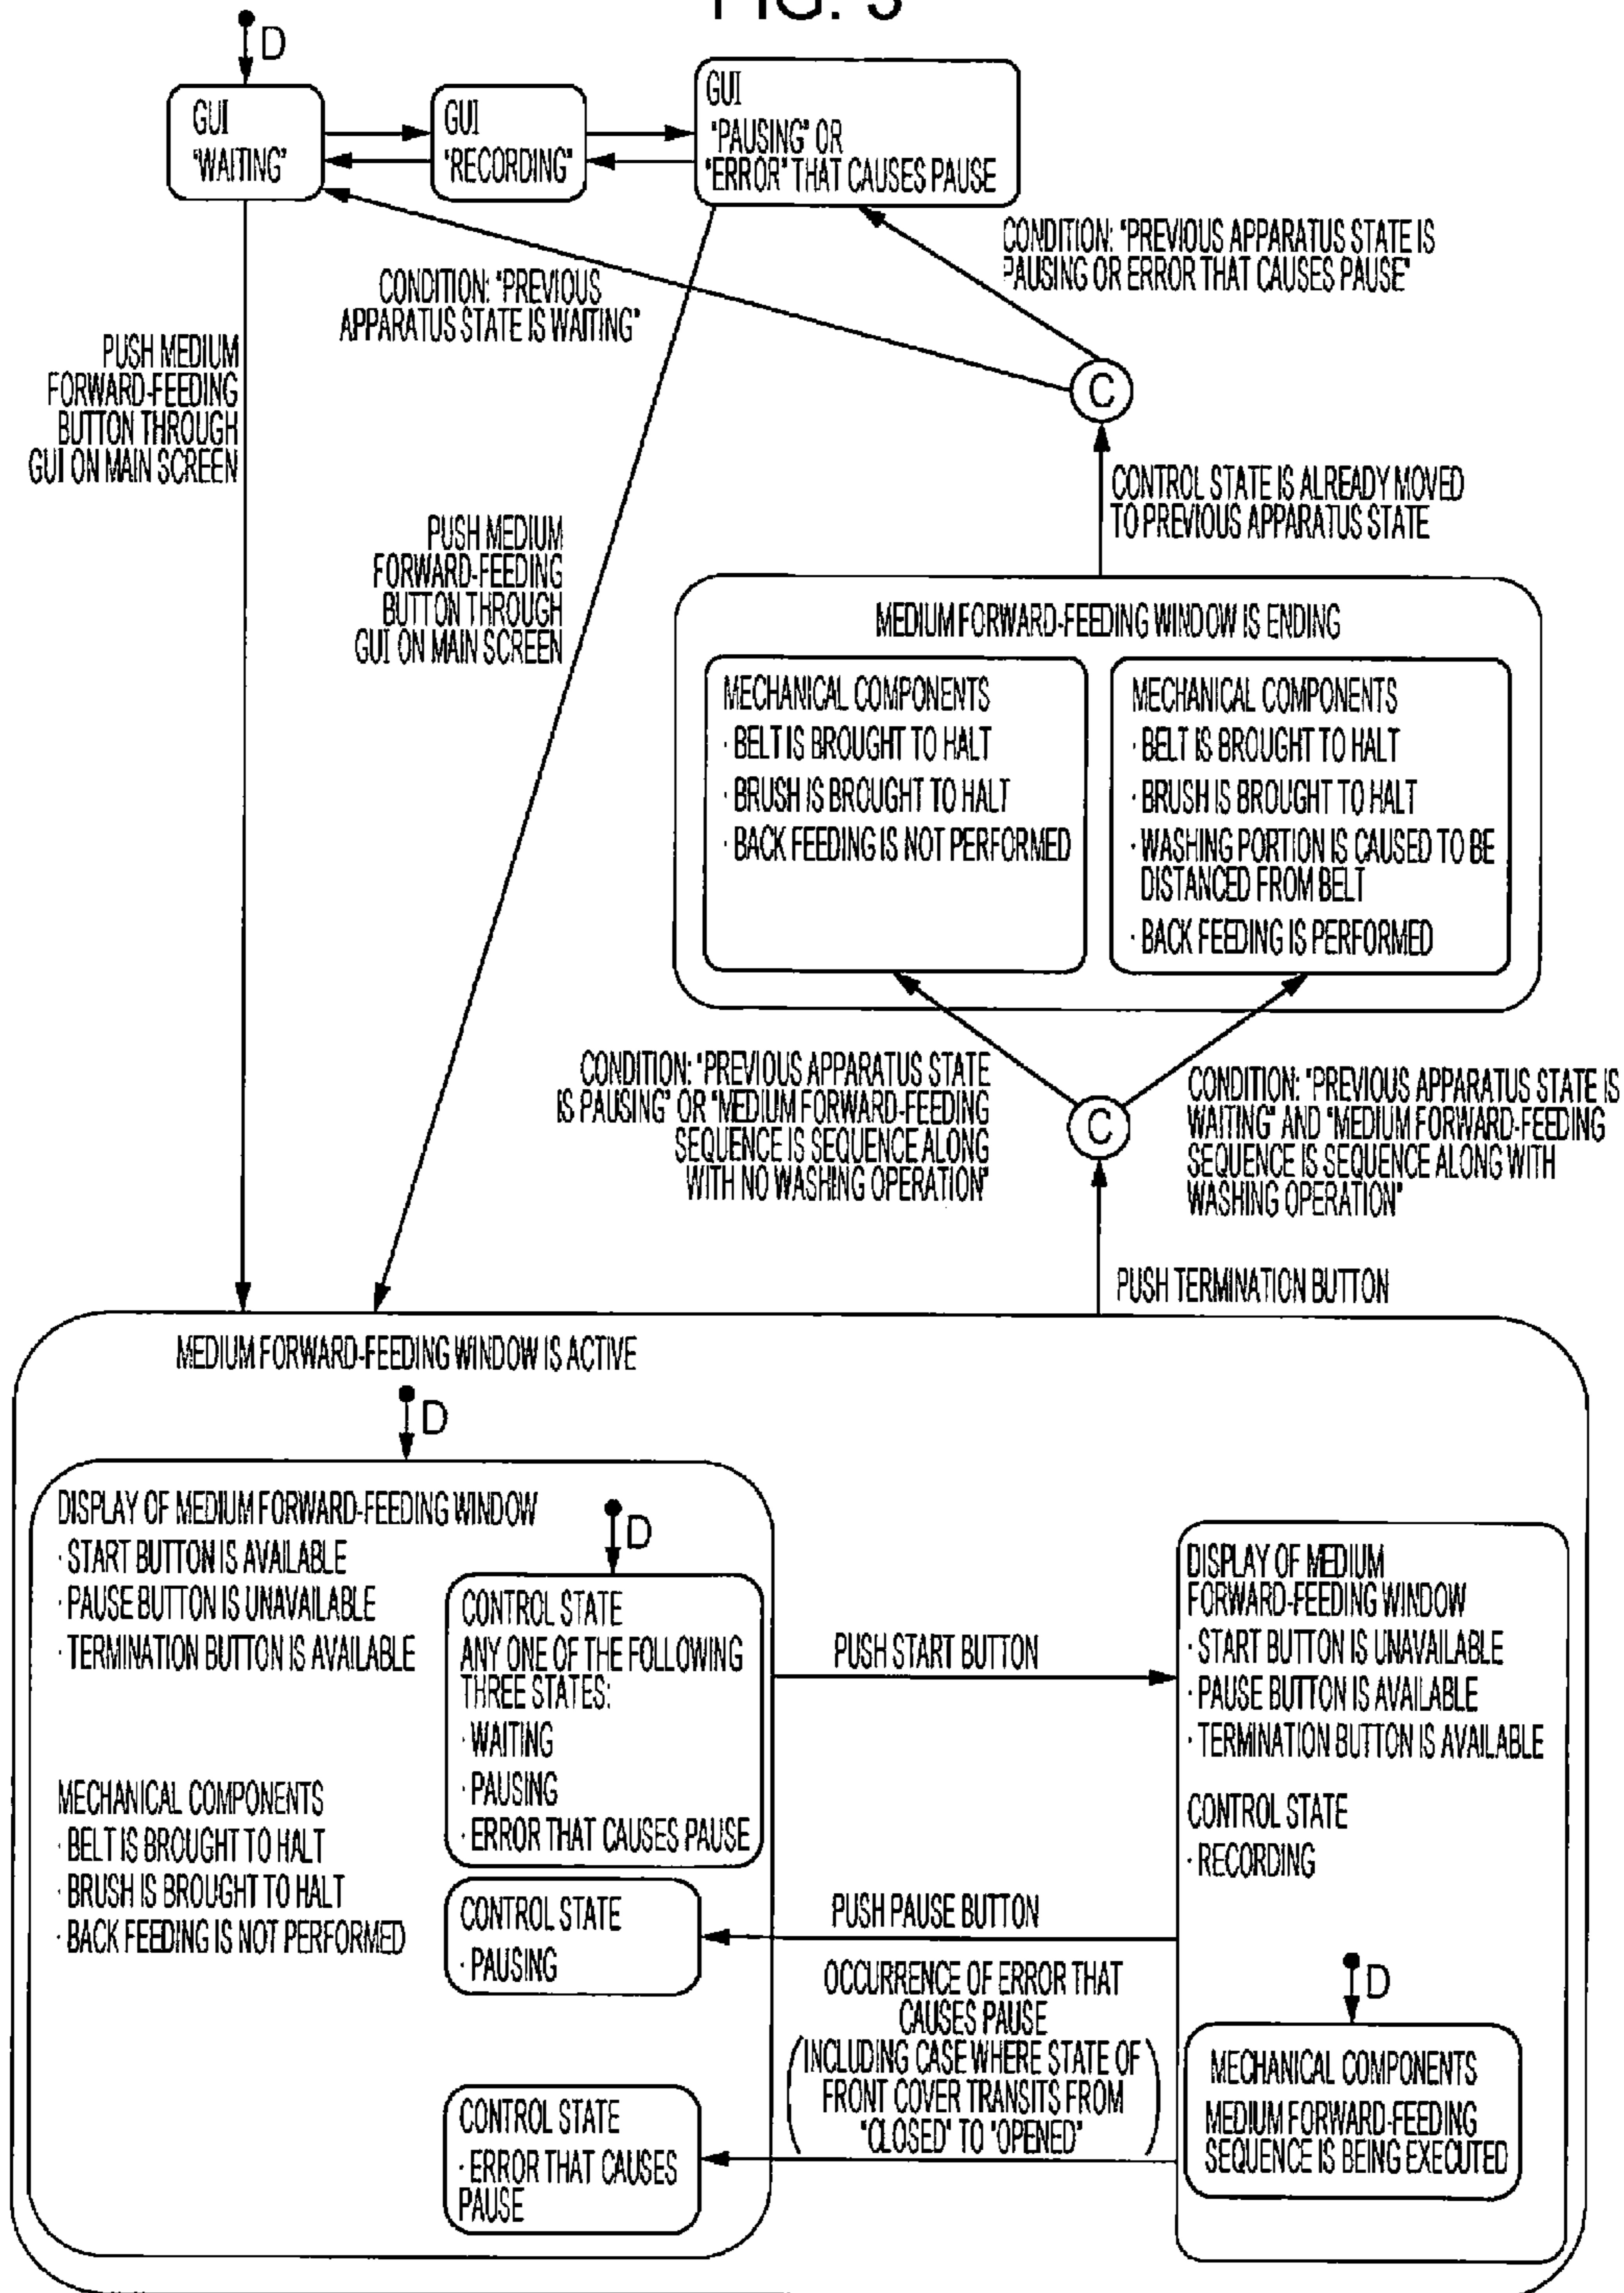 D
GUI
"WAITING"
GUI
"RECORDING"
GUI
"PAUSING" OR
"ERROR" THAT CAUSES PAUSE
CONDITION: "PREVIOUS APPARATUS STATE IS
PAUSING OR ERROR THAT CAUSES PAUSE"
CONDITION: "PREVIOUS
APPARATUS STATE IS WAITING"
PUSH MEDIUM
FORWARD-FEEDING
BUTTON THROUGH
GUI ON MAIN SCREEN
C
CONTROL STATE IS ALREADY MOVED
TO PREVIOUS APPARATUS STATE
PUSH MEDIUM
FORWARD-FEEDING
BUTTON THROUGH
GUI ON MAIN SCREEN
MEDIUM FORWARD-FEEDING WINDOW IS ENDING
MECHANICAL COMPONENTS
· BELT IS BROUGHT TO HALT
· BRUSH IS BROUGHT TO HALT
· BACK FEEDING IS NOT PERFORMED
MECHANICAL COMPONENTS
· BELT IS BROUGHT TO HALT
· BRUSH IS BROUGHT TO HALT
· WASHING PORTION IS CAUSED TO BE
DISTANCED FROM BELT
· BACK FEEDING IS PERFORMED
CONDITION: "PREVIOUS APPARATUS STATE
IS PAUSING" OR "MEDIUM FORWARD-FEEDING
SEQUENCE IS SEQUENCE ALONG
WITH NO WASHING OPERATION"
C
CONDITION: "PREVIOUS APPARATUS STATE IS
WAITING" AND "MEDIUM FORWARD-FEEDING
SEQUENCE IS SEQUENCE ALONG WITH
WASHING OPERATION"
PUSH TERMINATION BUTTON
MEDIUM FORWARD-FEEDING WINDOW IS ACTIVE
D
DISPLAY OF MEDIUM FORWARD-FEEDING WINDOW
· START BUTTON IS AVAILABLE
· PAUSE BUTTON IS UNAVAILABLE
· TERMINATION BUTTON IS AVAILABLE
MECHANICAL COMPONENTS
· BELT IS BROUGHT TO HALT
· BRUSH IS BROUGHT TO HALT
· BACK FEEDING IS NOT PERFORMED
D
CONTROL STATE
ANY ONE OF THE FOLLOWING
THREE STATES:
· WAITING
· PAUSING
· ERROR THAT CAUSES PAUSE
CONTROL STATE
· PAUSING
CONTROL STATE
· ERROR THAT CAUSES
PAUSE
PUSH START BUTTON
PUSH PAUSE BUTTON
OCCURRENCE OF ERROR THAT
CAUSES PAUSE
(INCLUDING CASE WHERE STATE OF
FRONT COVER TRANSITS FROM
"CLOSED" TO "OPENED")
DISPLAY OF MEDIUM
FORWARD-FEEDING WINDOW
· START BUTTON IS UNAVAILABLE
· PAUSE BUTTON IS AVAILABLE
· TERMINATION BUTTON IS AVAILABLE
CONTROL STATE
· RECORDING
D
MECHANICAL COMPONENTS
MEDIUM FORWARD-FEEDING
SEQUENCE IS BEING EXECUTED